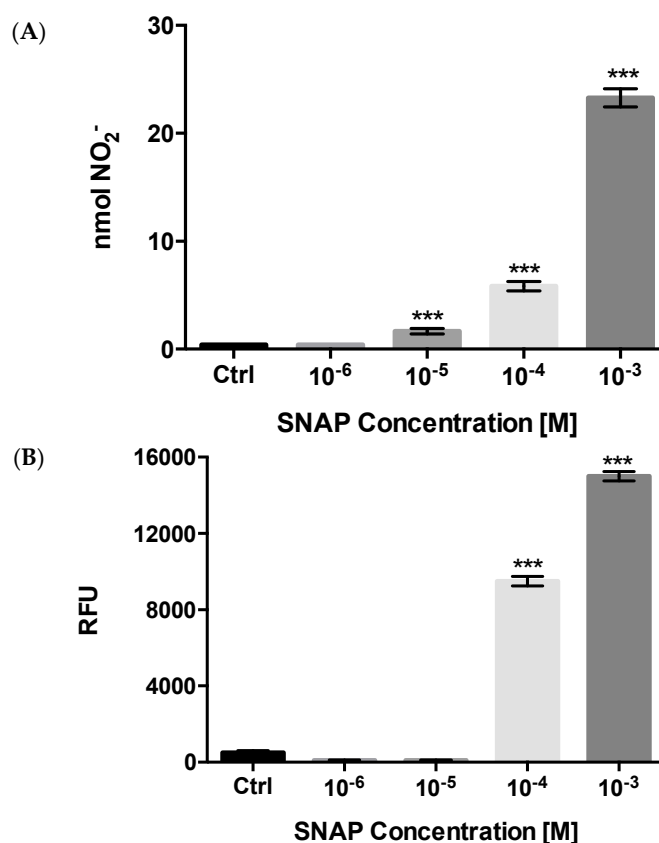 (A)
30
20
10
0
nmol NO₂⁻
***
***
***
Ctrl 10⁻⁶ 10⁻⁵ 10⁻⁴ 10⁻³
SNAP Concentration [M]
(B)
16000
12000
8000
4000
0
RFU
***
***
Ctrl 10⁻⁶ 10⁻⁵ 10⁻⁴ 10⁻³
SNAP Concentration [M]